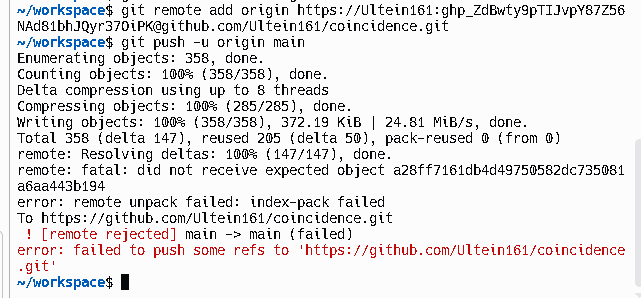 ~/workspace$ git remote add origin https://Ultein161:ghp_ZdBwty9pTIJvpY87Z56
NAd81bhJQyr37OiPK@github.com/Ultein161/coincidence.git
~/workspace$ git push -u origin main
Enumerating objects: 358, done.
Counting objects: 100% (358/358), done.
Delta compression using up to 8 threads
Compressing objects: 100% (285/285), done.
Writing objects: 100% (358/358), 372.19 KiB | 24.81 MiB/s, done.
Total 358 (delta 147), reused 205 (delta 50), pack-reused 0 (from 0)
remote: Resolving deltas: 100% (147/147), done.
remote: fatal: did not receive expected object a28ff7161db4d49750582dc735081
a6aa443b194
error: remote unpack failed: index-pack failed
To https://github.com/Ultein161/coincidence.git
 ! [remote rejected] main -> main (failed)
error: failed to push some refs to 'https://github.com/Ultein161/coincidence
.git'
~/workspace$